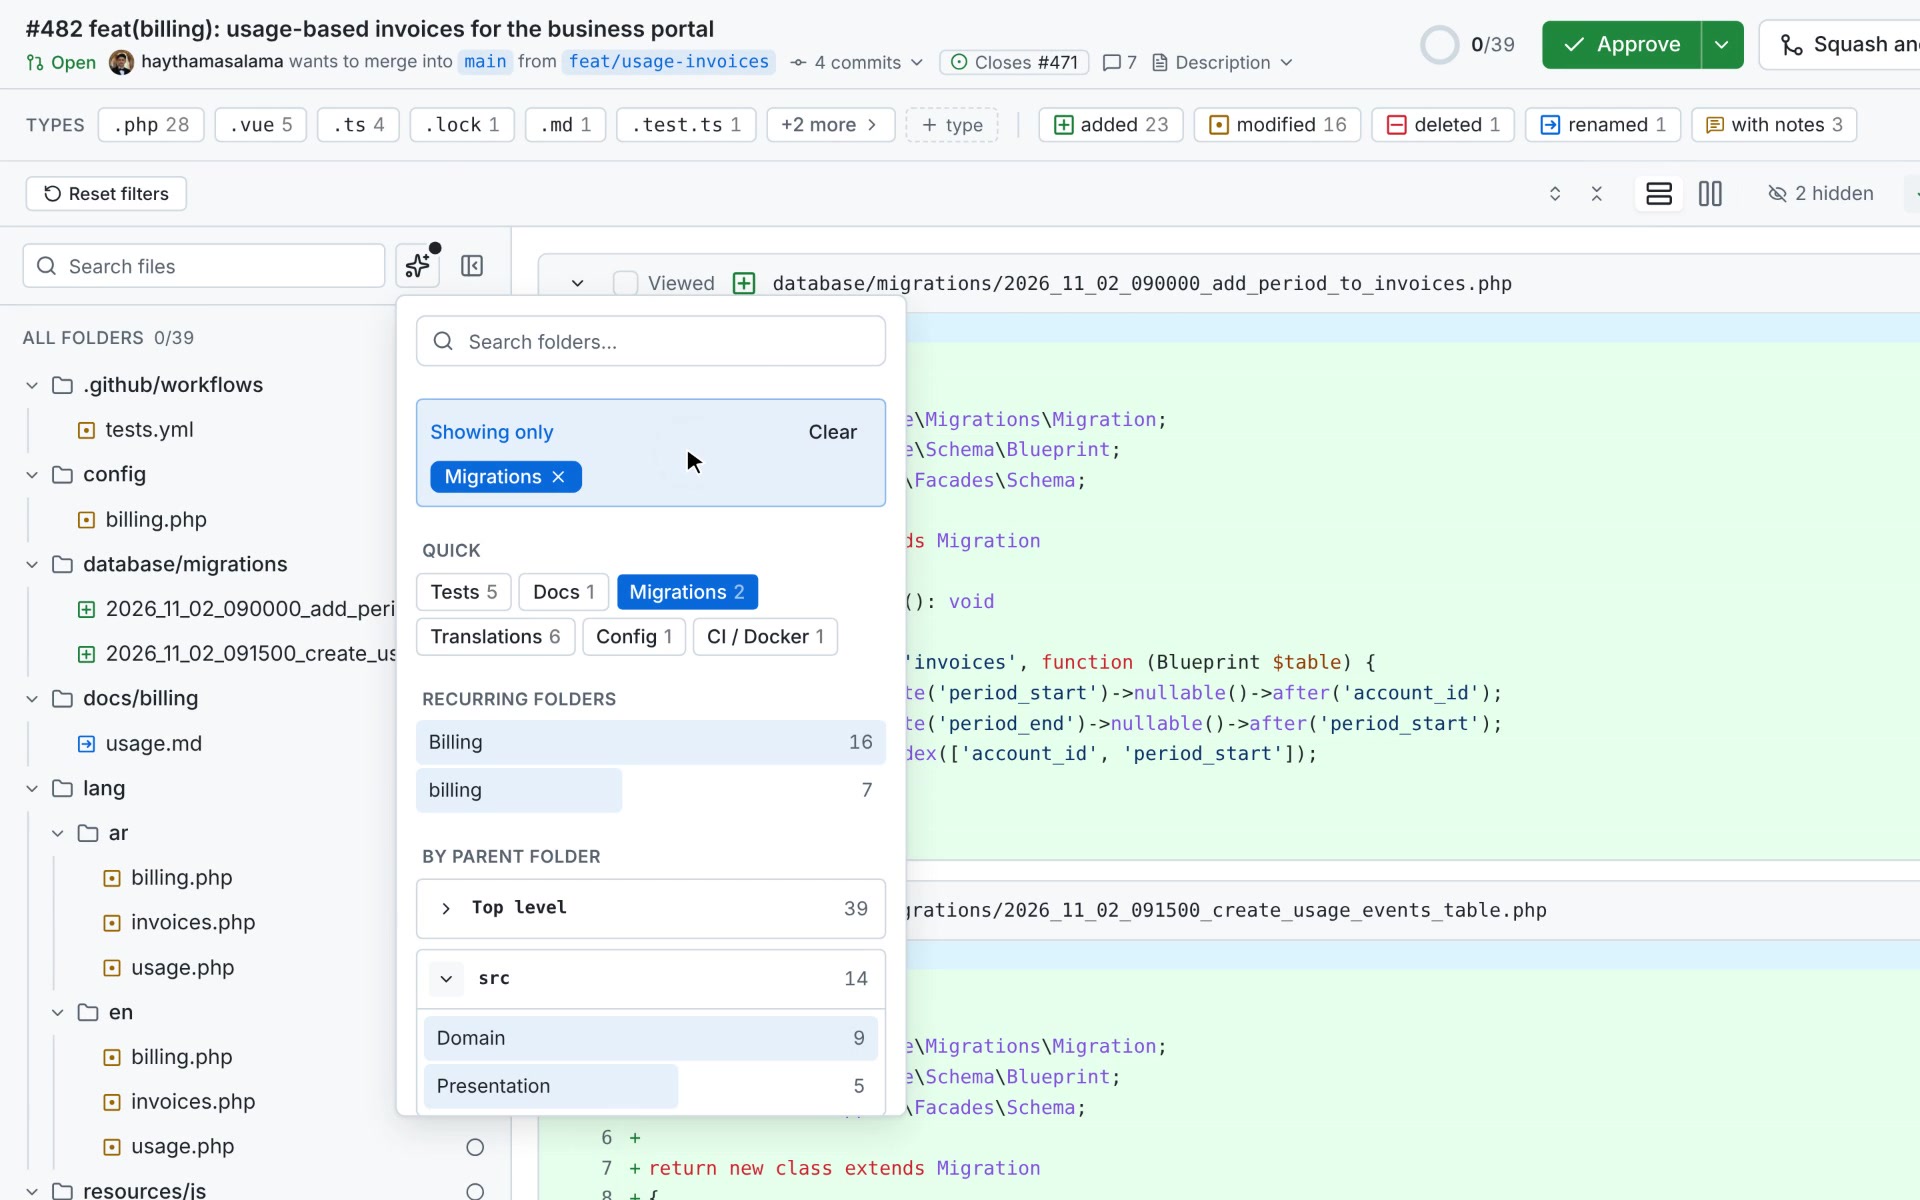 #482 feat(billing): usage-based invoices for the business portal
Open haythamasalama wants to merge into main from feat/usage-invoices 4 commits Closes #471 7 Description
0/39 Approve Squash an
TYPES .php 28 .vue 5 .ts 4 .lock 1 .md 1 .test.ts 1 +2 more + type added 23 modified 16 deleted 1 renamed 1 with notes 3
Reset filters 2 hidden
Search files
ALL FOLDERS 0/39
.github/workflows
tests.yml
config
billing.php
database/migrations
2026_11_02_090000_add_peri
2026_11_02_091500_create_us
docs/billing
usage.md
lang
ar
billing.php
invoices.php
usage.php
en
billing.php
invoices.php
usage.php
resources/js
Search folders...
Showing only Clear
Migrations ×
QUICK
Tests 5 Docs 1 Migrations 2
Translations 6 Config 1 CI / Docker 1
RECURRING FOLDERS
Billing 16
billing 7
BY PARENT FOLDER
Top level 39
src 14
Domain 9
Presentation 5
Viewed database/migrations/2026_11_02_090000_add_period_to_invoices.php
e\Migrations\Migration;
e\Schema\Blueprint;
\Facades\Schema;
ds Migration
(): void
'invoices', function (Blueprint $table) {
te('period_start')->nullable()->after('account_id');
te('period_end')->nullable()->after('period_start');
dex(['account_id', 'period_start']);
grations/2026_11_02_091500_create_usage_events_table.php
e\Migrations\Migration;
e\Schema\Blueprint;
\Facades\Schema;
6 +
7 + return new class extends Migration
8 + {